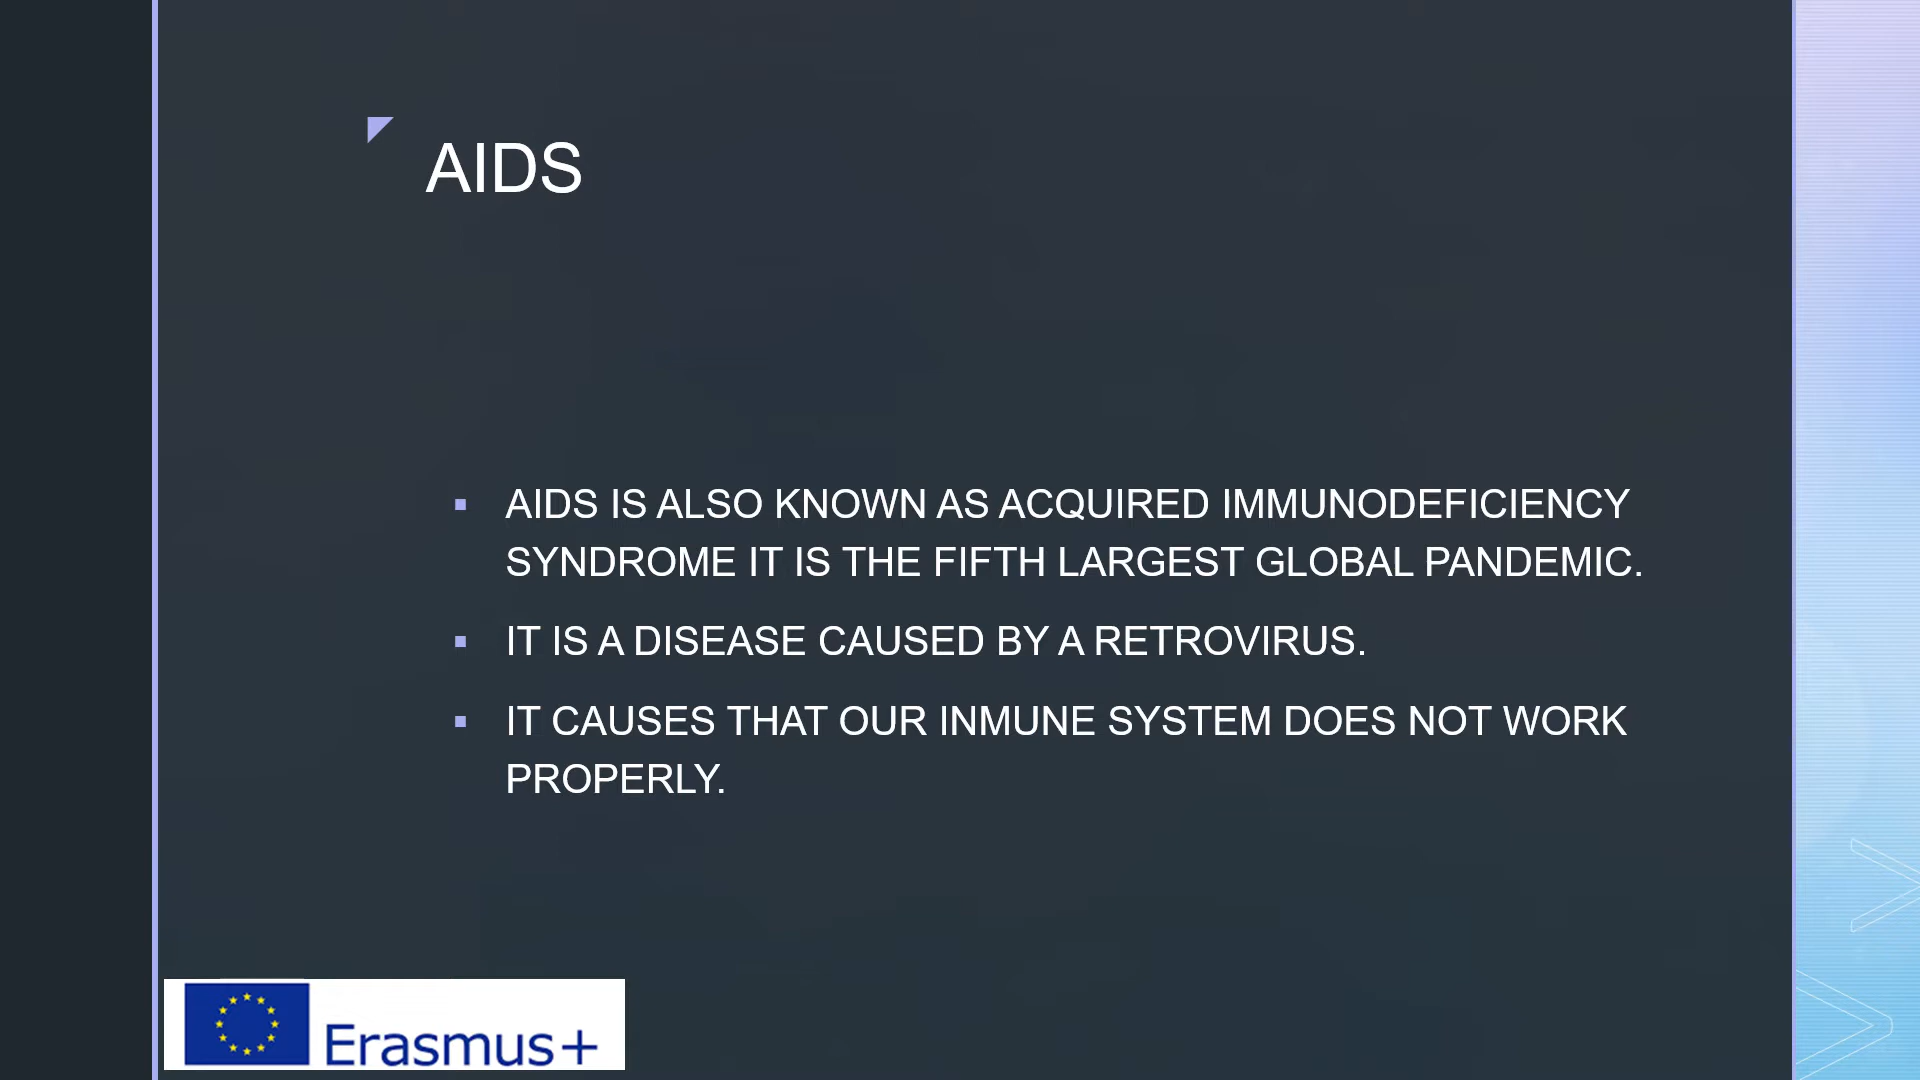 AIDS
AIDS IS ALSO KNOWN AS ACQUIRED IMMUNODEFICIENCY
SYNDROME IT IS THE FIFTH LARGEST GLOBAL PANDEMIC.
IT IS A DISEASE CAUSED BY A RETROVIRUS.
IT CAUSES THAT OUR INMUNE SYSTEM DOES NOT WORK
PROPERLY.
Erasmus+